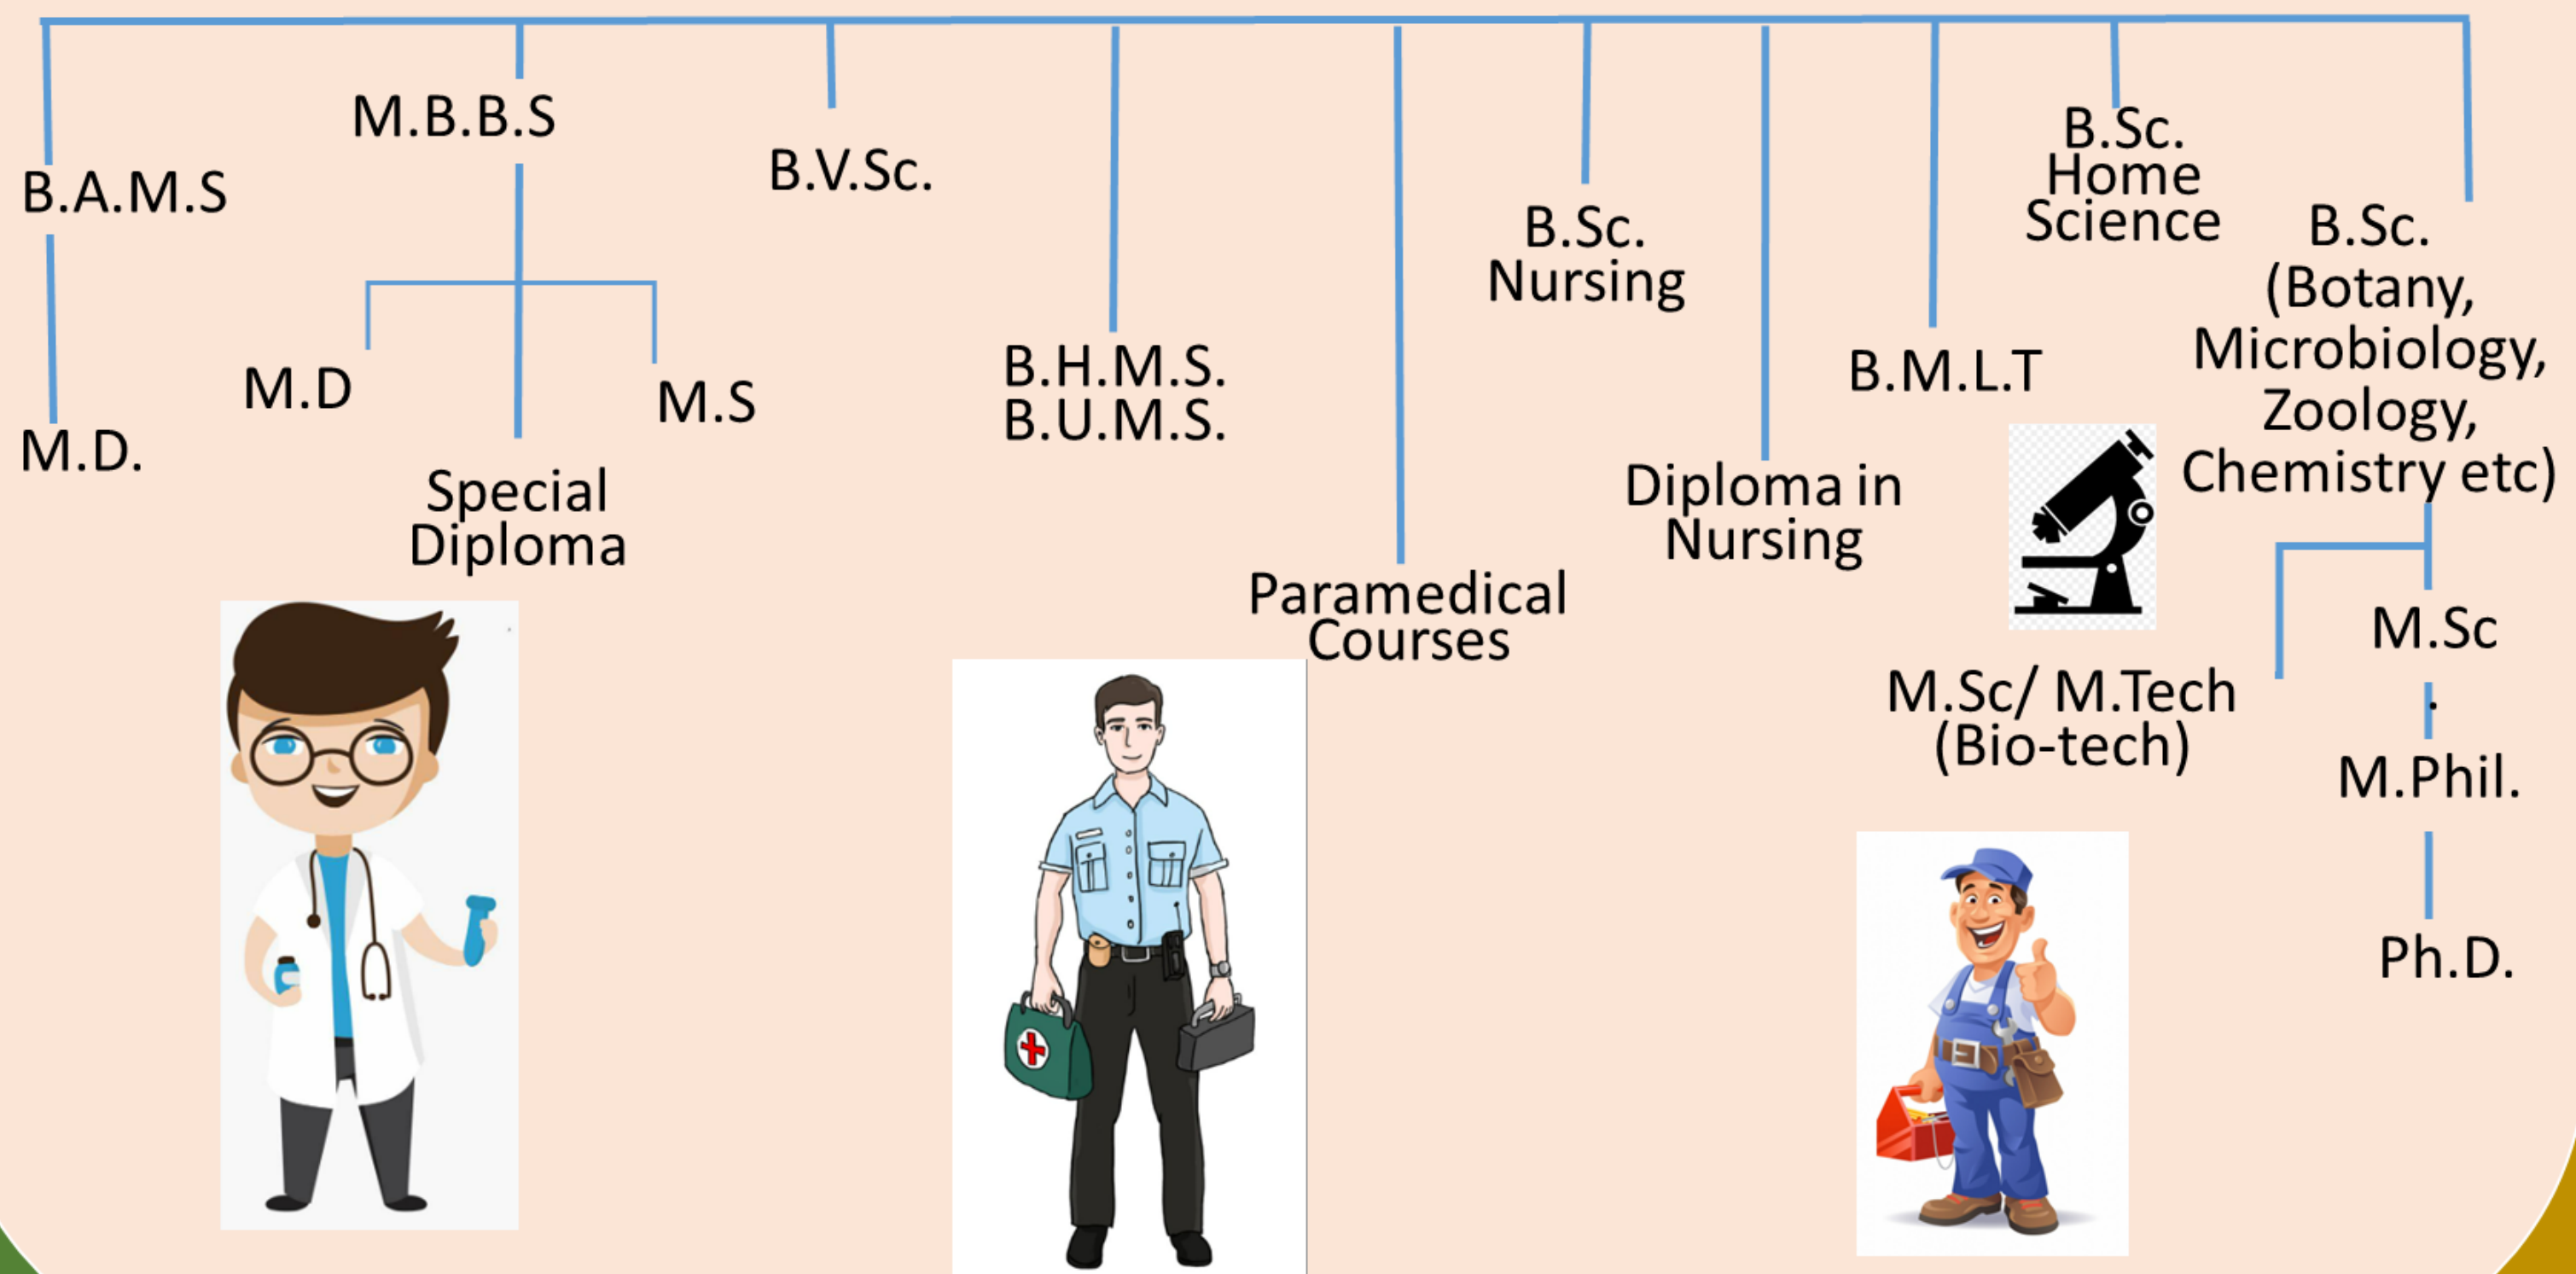 M.B.B.S
B.A.M.S
B.V.Sc.
B.Sc.
Home
Science
B.Sc.
Nursing
B.Sc.
(Botany,
Microbiology,
Zoology,
Chemistry etc)
M.D
M.S
M.D.
Special
Diploma
B.H.M.S.
B.U.M.S.
B.M.L.T
Diploma in
Nursing
Paramedical
Courses
M.Sc/ M.Tech
(Bio-tech)
M.Sc
.
M.Phil.
Ph.D.